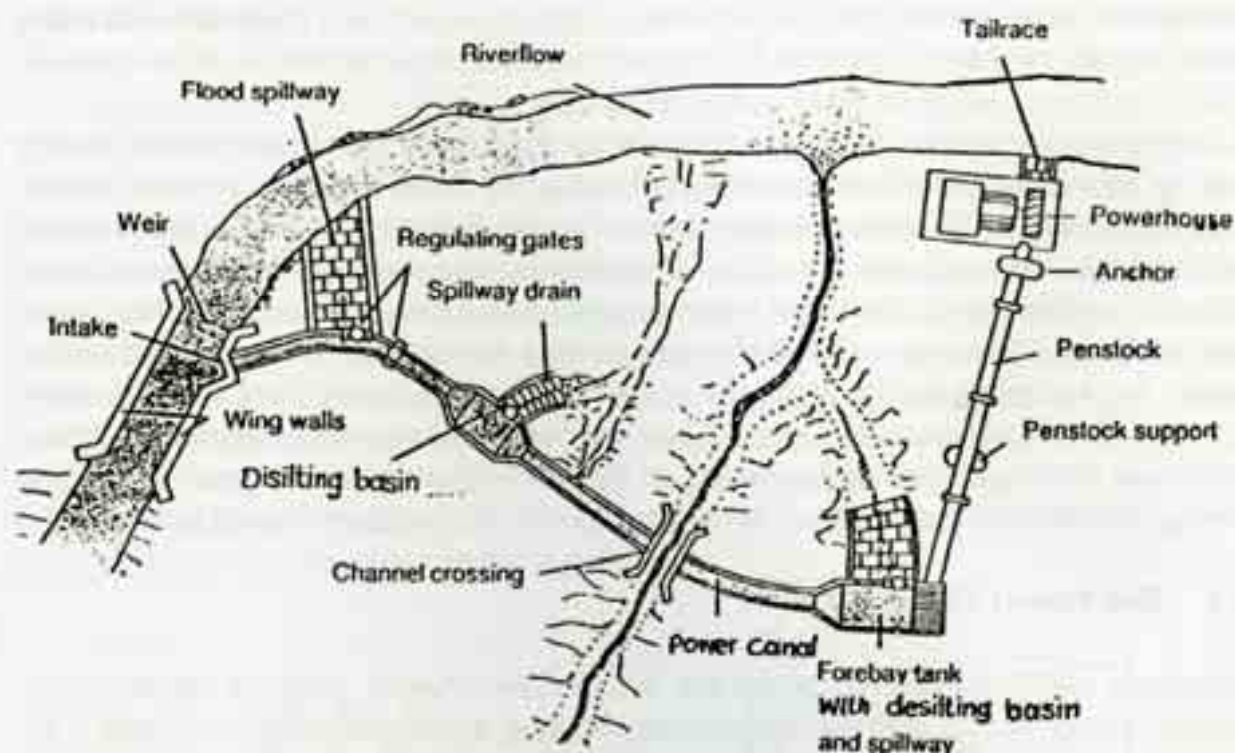 Tailrace
Riverflow
Flood spillway
Weir
Regulating gates
Powerhouse
Spillway drain
Anchor
Intake
Penstock
Wing walls
Penstock support
Disilting basin
Channel crossing
Power canal
Forebay tank
with desilting basin
and spillway